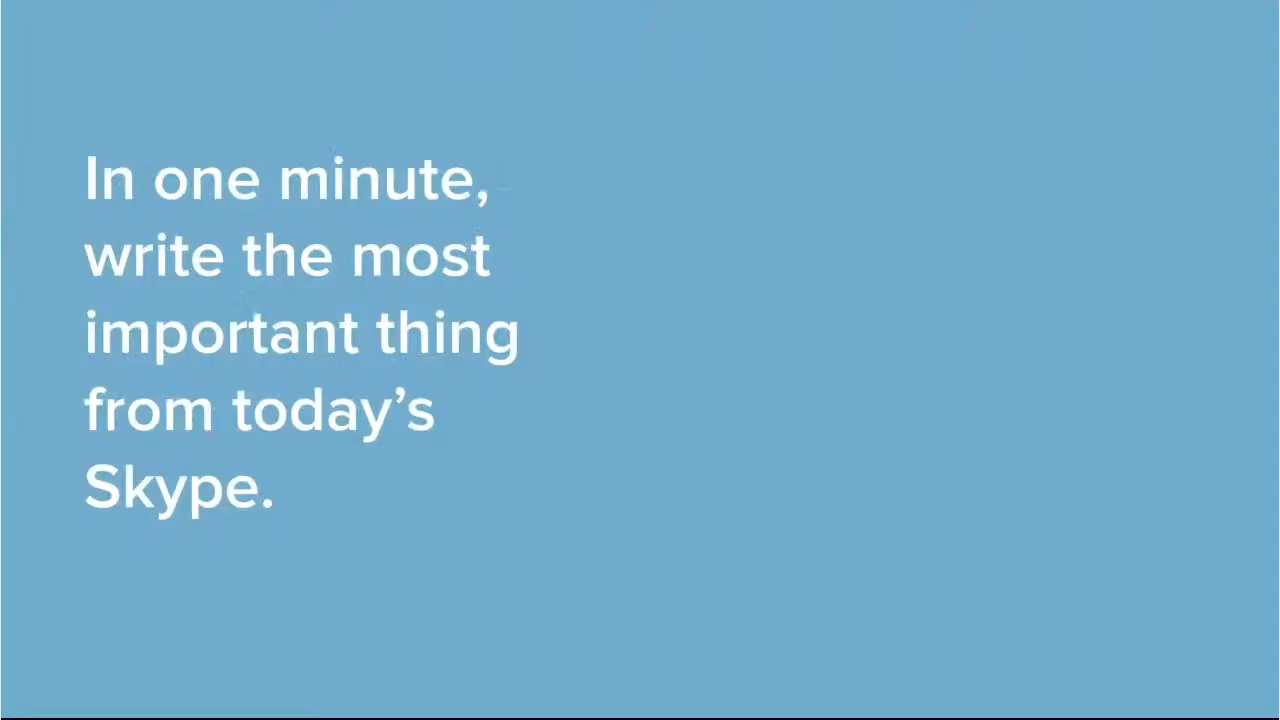 In one minute,
write the most
important thing
from today’s
Skype.